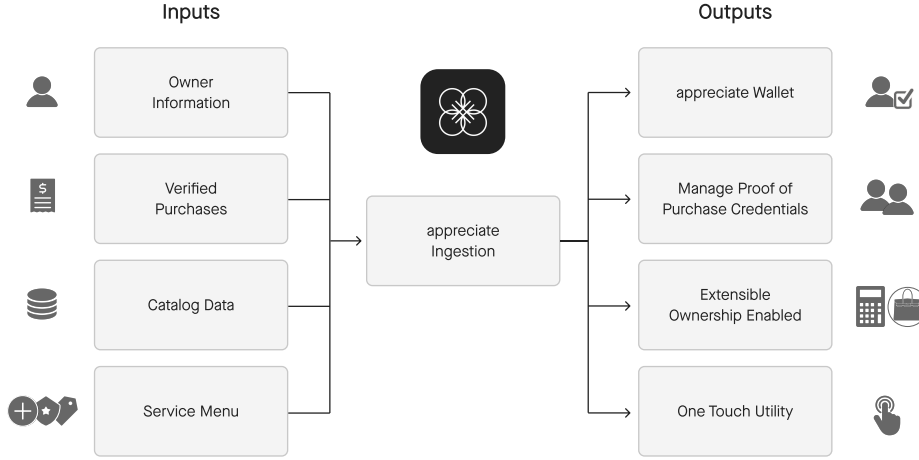 Inputs
Outputs
Owner
Information
Verified
Purchases
Catalog Data
Service Menu
appreciate
Ingestion
appreciate Wallet
Manage Proof of
Purchase Credentials
Extensible
Ownership Enabled
One Touch Utility
$